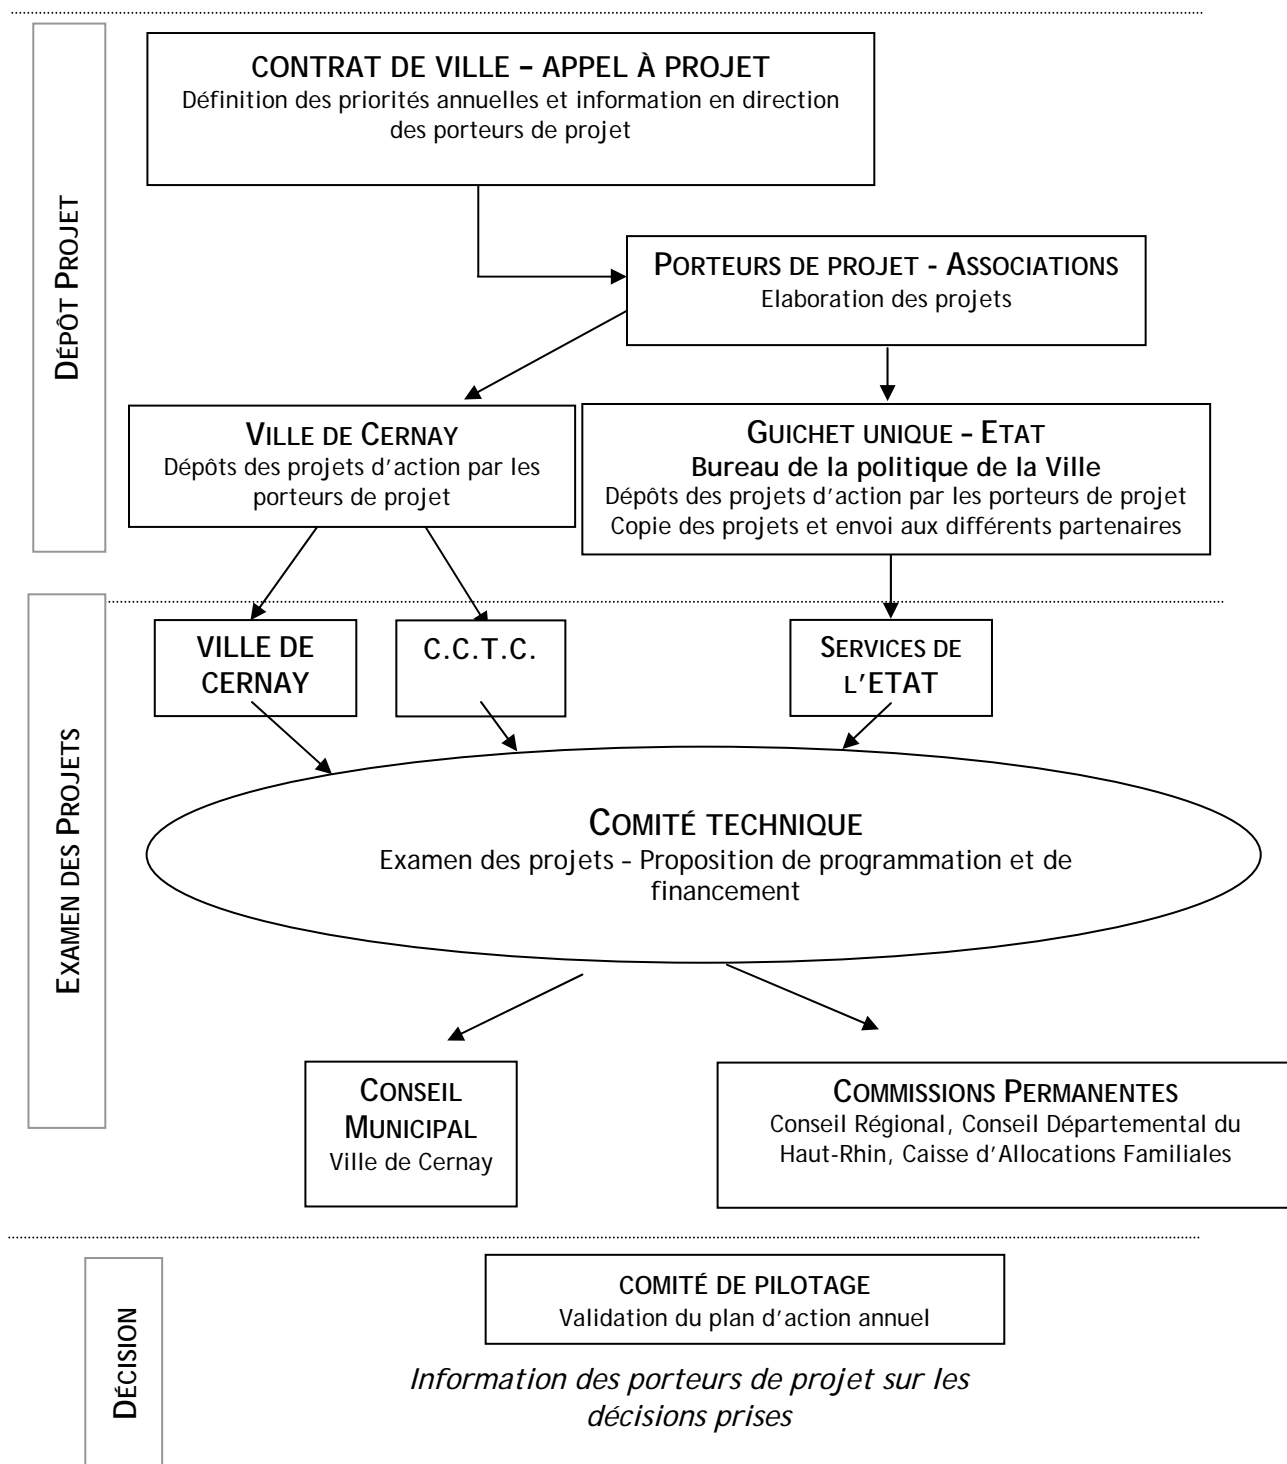 DÉPÔT PROJET
CONTRAT DE VILLE – APPEL À PROJET
Définition des priorités annuelles et information en direction
des porteurs de projet
PORTEURS DE PROJET - ASSOCIATIONS
Elaboration des projets
VILLE DE CERNAY
Dépôts des projets d'action par les
porteurs de projet
GUICHET UNIQUE – ETAT
Bureau de la politique de la Ville
Dépôts des projets d'action par les porteurs de projet
Copie des projets et envoi aux différents partenaires
EXAMEN DES PROJETS
VILLE DE
CERNAY
C.C.T.C.
SERVICES DE
L'ETAT
COMITÉ TECHNIQUE
Examen des projets – Proposition de programmation et de
financement
CONSEIL
MUNICIPAL
Ville de Cernay
COMMISSIONS PERMANENTES
Conseil Régional, Conseil Départemental du
Haut-Rhin, Caisse d'Allocations Familiales
DÉCISION
COMITÉ DE PILOTAGE
Validation du plan d'action annuel
Information des porteurs de projet sur les
décisions prises